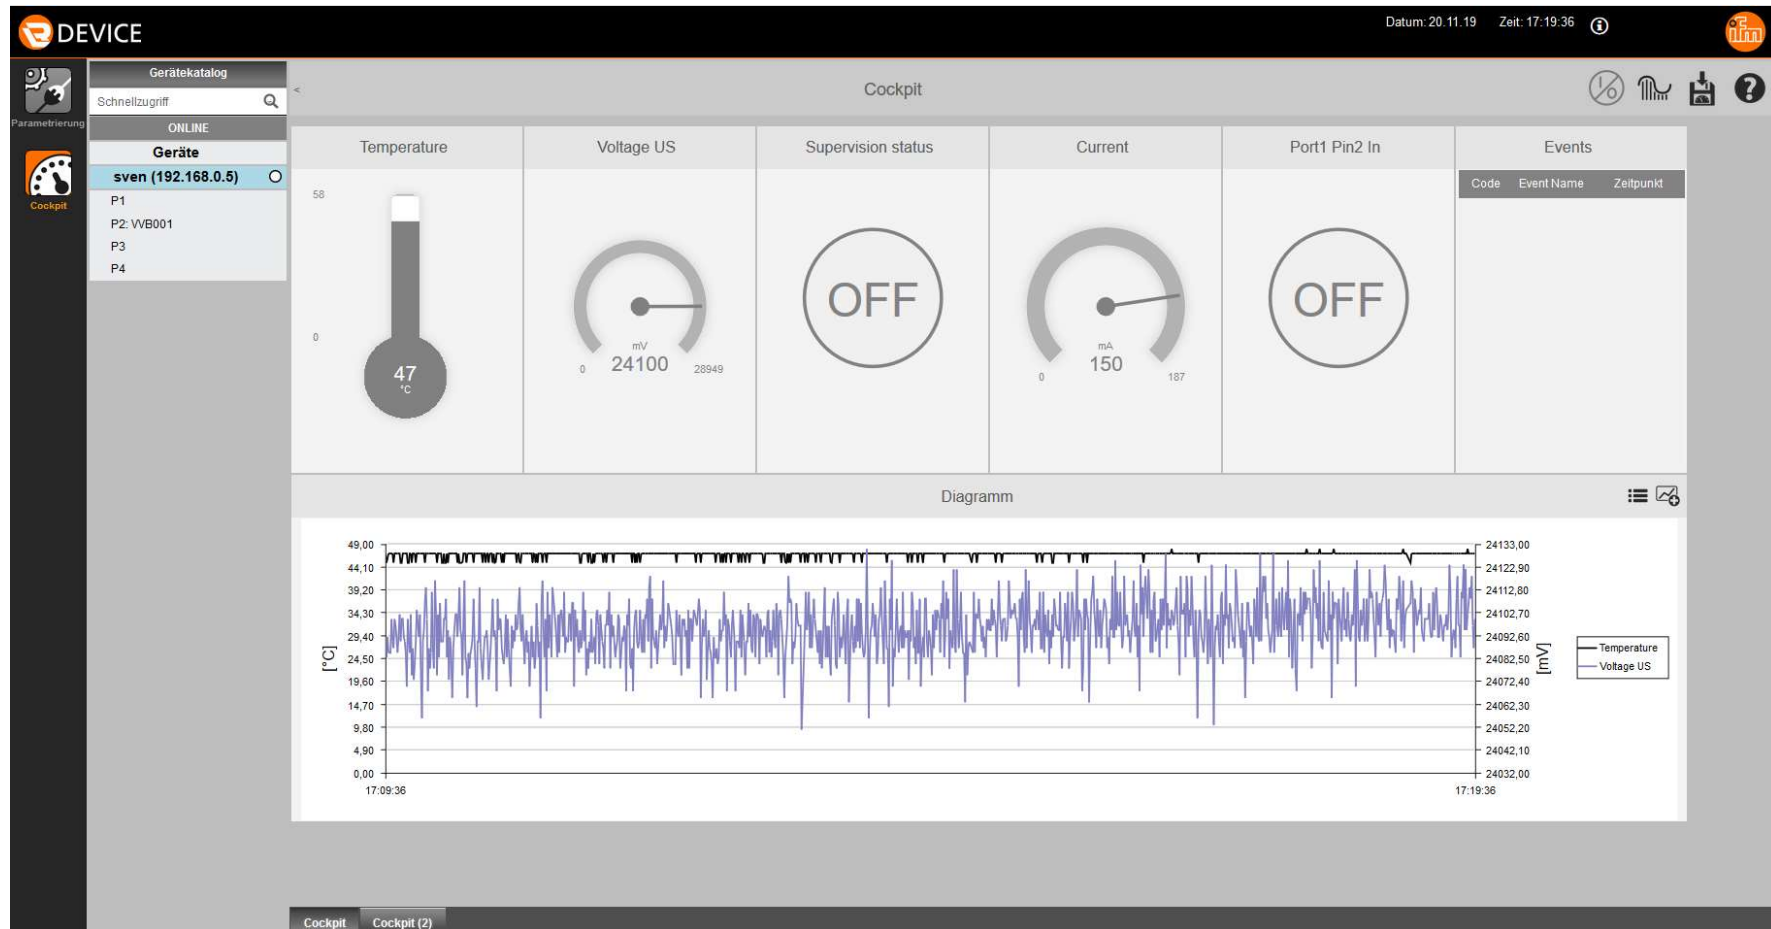 DEVICE
Datum: 20.11.19 Zeit: 17:19:36
ifm
Parametrierung
Cockpit
Gerätekatalog
Schnellzugriff
ONLINE
Geräte
sven (192.168.0.5)
P1
P2: VVB001
P3
P4
< Cockpit
I/O
?
Temperature
58
0
47
°C
Voltage US
mV
24100
0 28949
Supervision status
OFF
Current
mA
150
0 187
Port1 Pin2 In
OFF
Events
Code Event Name Zeitpunkt
Diagramm
49,00
44,10
39,20
34,30
29,40
24,50
19,60
14,70
9,80
4,90
0,00
[°C]
17:09:36 17:19:36
24133,00
24122,90
24112,80
24102,70
24092,60
24082,50
24072,40
24062,30
24052,20
24042,10
24032,00
[mV]
Temperature
Voltage US
Cockpit Cockpit (2)